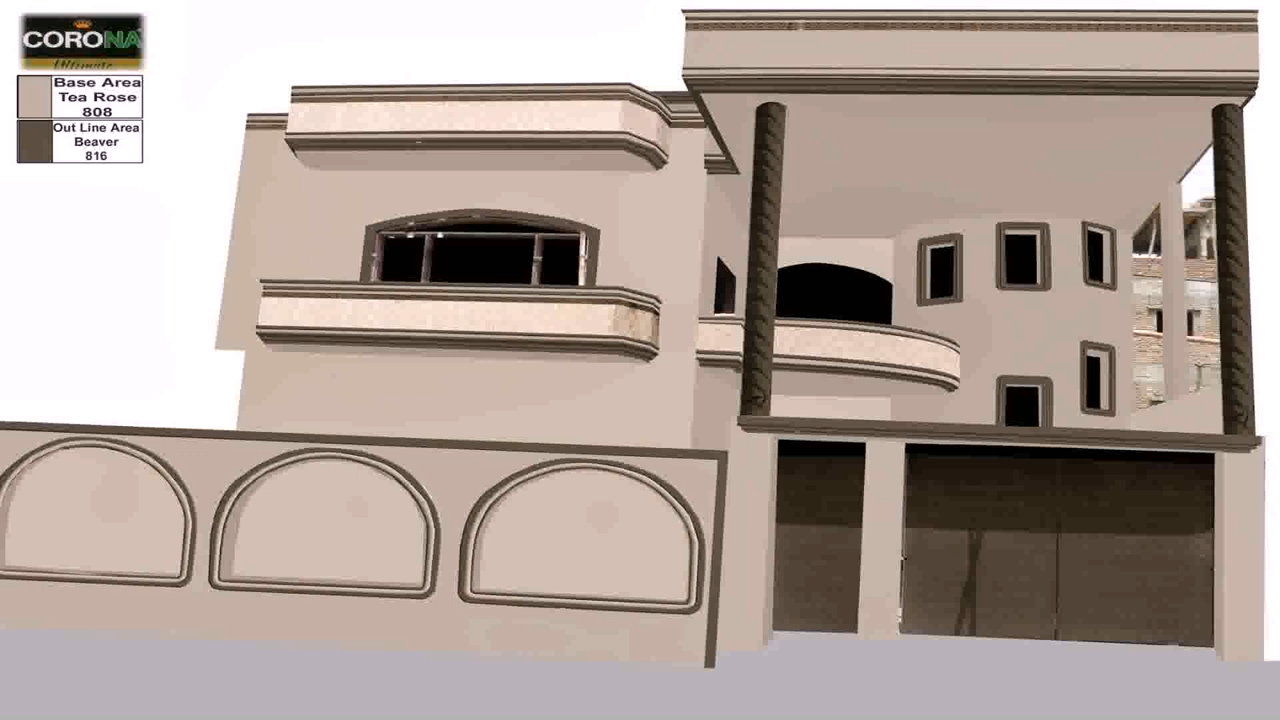 CORONA
Ultimate
Base Area
Tea Rose
808
Out Line Area
Beaver
816